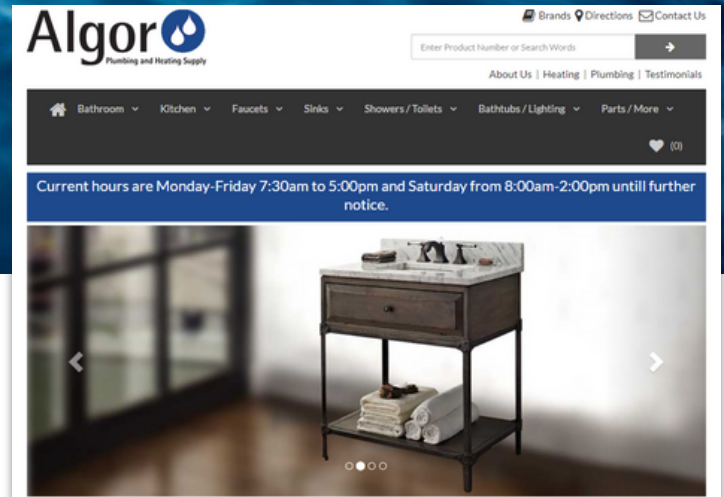 Brands Directions Contact Us
Algor
Plumbing and Heating Supply
Enter Product Number or Search Words
About Us | Heating | Plumbing | Testimonials
Bathroom Kitchen Faucets Sinks Showers/Toilets Bathtubs/Lighting Parts/More
(0)
Current hours are Monday-Friday 7:30am to 5:00pm and Saturday from 8:00am-2:00pm untill further
notice.